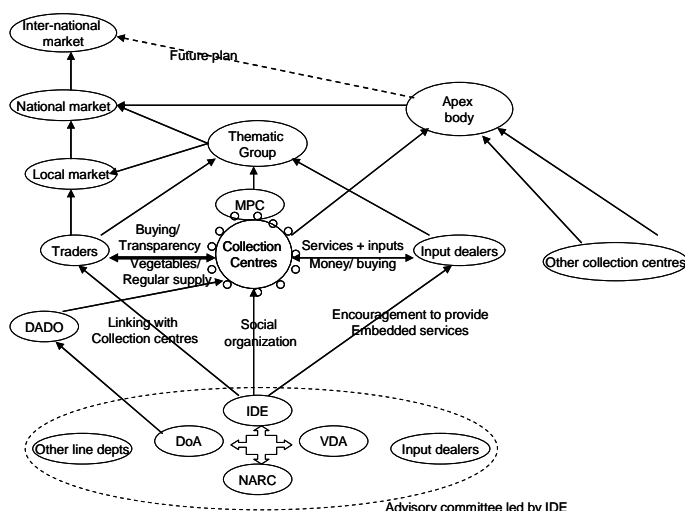 Inter-national
market
Future plan
National market
Apex
body
Thematic
Group
Local market
MPC
Buying/
Transparency
Vegetables/
Regular supply
Traders
Collection
Centres
Services + inputs
Money/ buying
Input dealers
Other collection centres
DADO
Linking with
Collection centres
Social
organization
Encouragement to provide
Embedded services
IDE
Other line depts
DoA
VDA
Input dealers
NARC
Advisory committee led by IDE